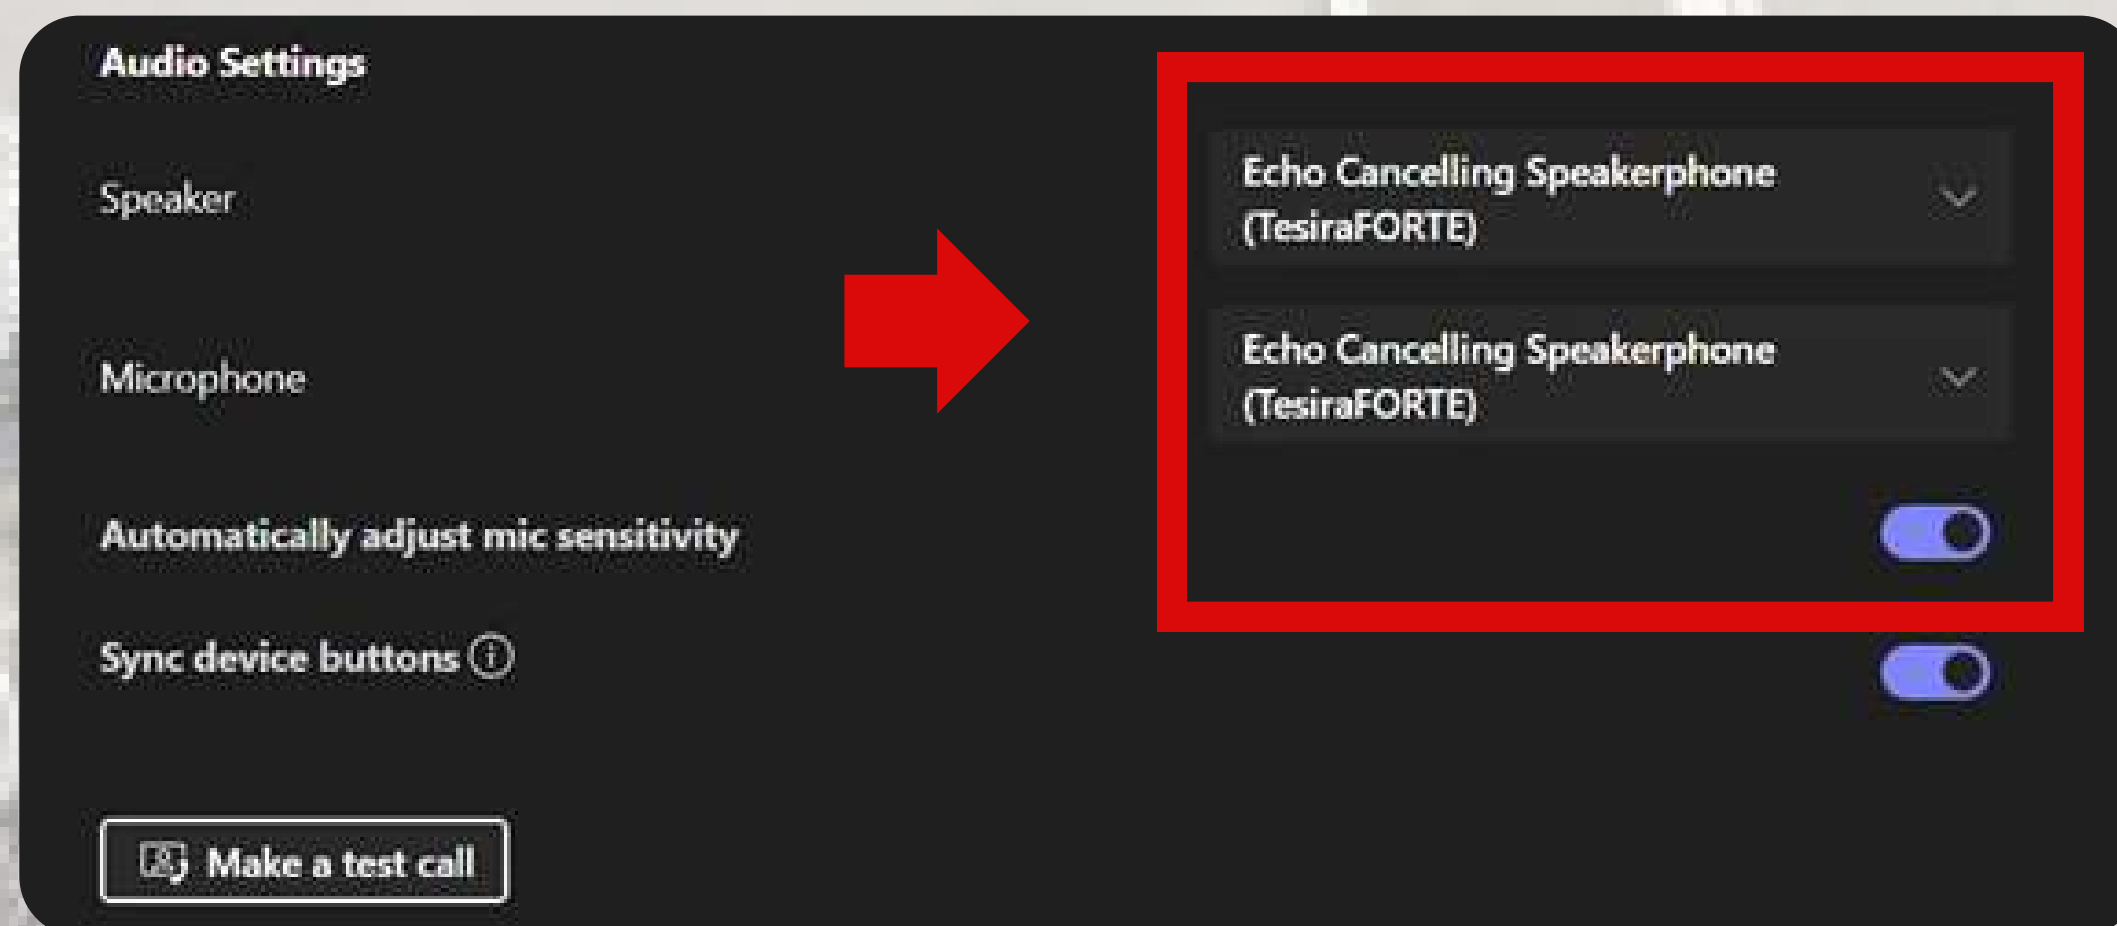 Audio Settings
Speaker
Echo Cancelling Speakerphone
(TesiraFORTE)
Microphone
Echo Cancelling Speakerphone
(TesiraFORTE)
Automatically adjust mic sensitivity
Sync device buttons
Make a test call